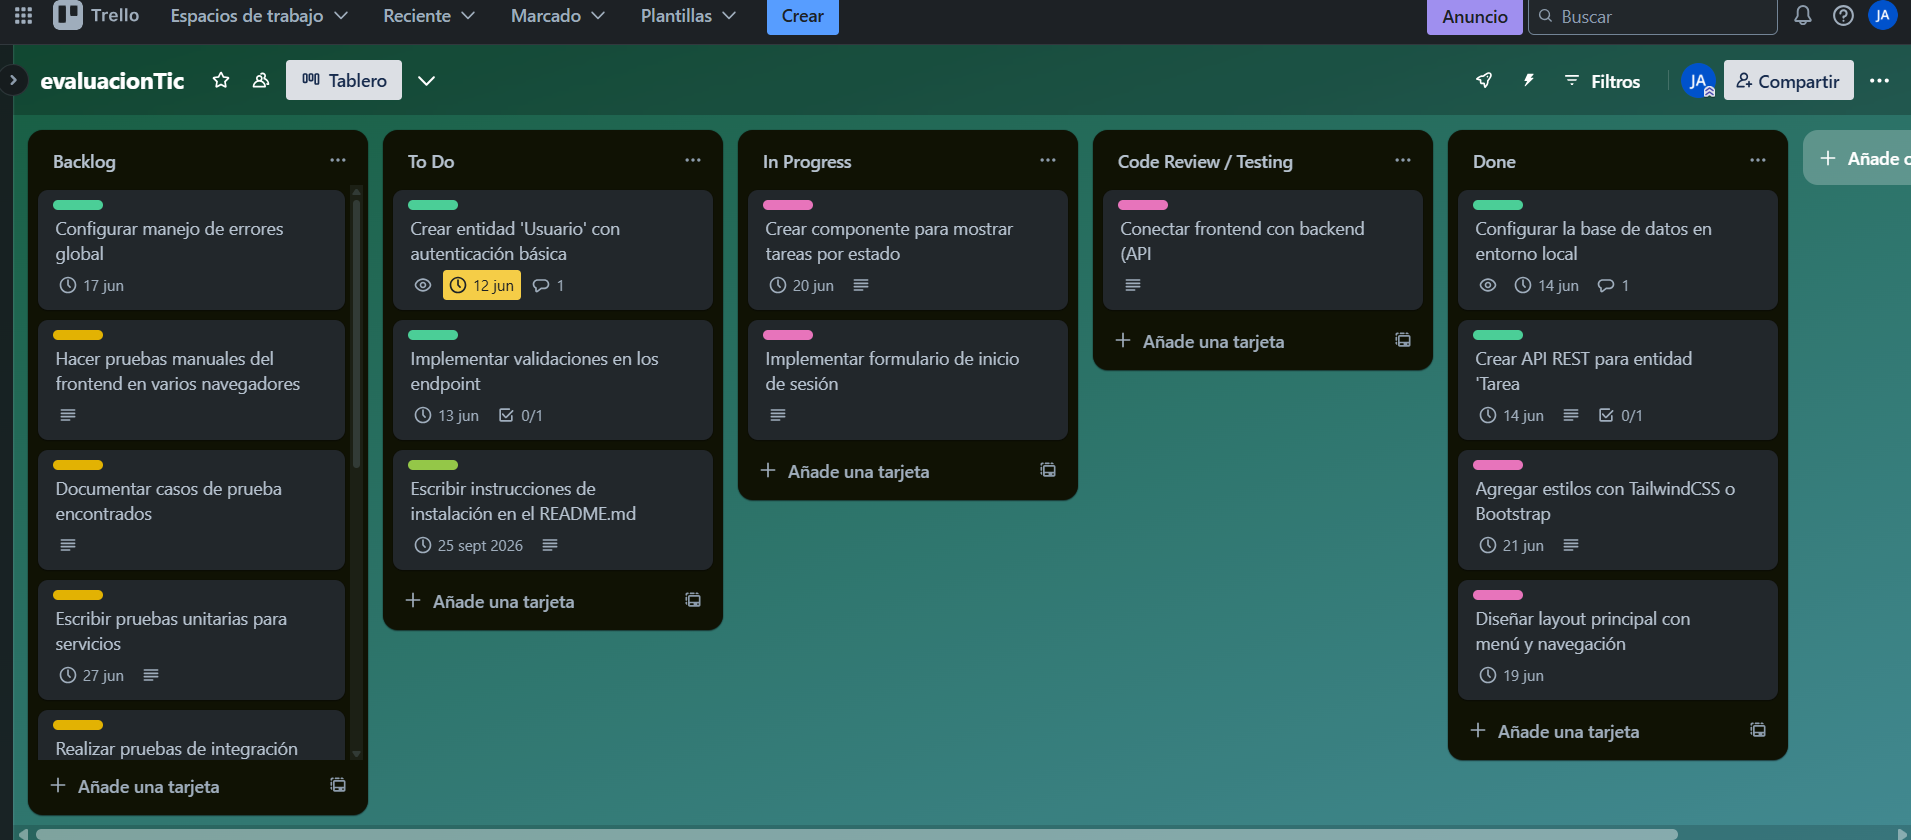 Trello
Espacios de trabajo
Reciente
Marcado
Plantillas
Crear
Anuncio
Buscar
JA
evaluacionTic
Tablero
Filtros
JA
Compartir
Backlog
Configurar manejo de errores
global
17 jun
Hacer pruebas manuales del
frontend en varios navegadores
Documentar casos de prueba
encontrados
Escribir pruebas unitarias para
servicios
27 jun
Realizar pruebas de integración
Añade una tarjeta
To Do
Crear entidad 'Usuario' con
autenticación básica
12 jun
1
Implementar validaciones en los
endpoint
13 jun
0/1
Escribir instrucciones de
instalación en el README.md
25 sept 2026
Añade una tarjeta
In Progress
Crear componente para mostrar
tareas por estado
20 jun
Implementar formulario de inicio
de sesión
Añade una tarjeta
Code Review / Testing
Conectar frontend con backend
(API
Añade una tarjeta
Done
Configurar la base de datos en
entorno local
14 jun
1
Crear API REST para entidad
'Tarea
14 jun
0/1
Agregar estilos con TailwindCSS o
Bootstrap
21 jun
Diseñar layout principal con
menú y navegación
19 jun
Añade una tarjeta
Añade o